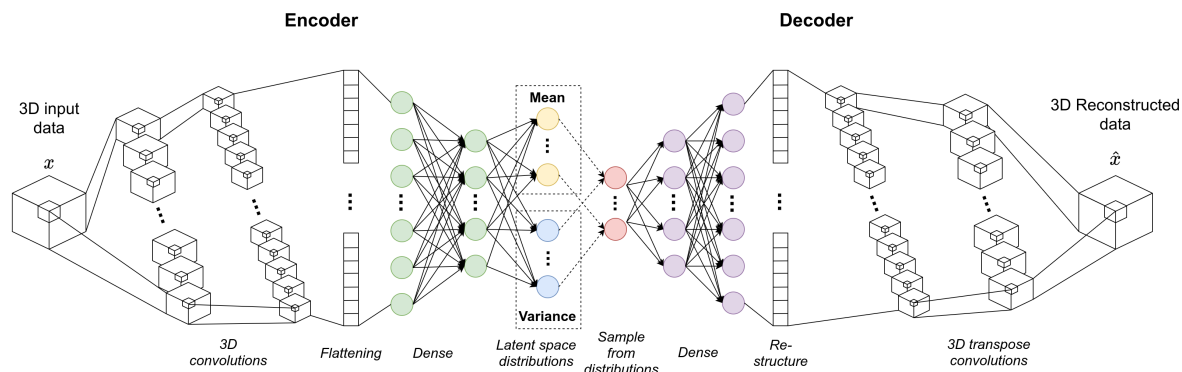 Encoder
Decoder
3D input
data
x
Mean
Variance
3D Reconstructed
data
x̂
3D
convolutions
Flattening
Dense
Latent space
distributions
Sample
from
distributions
Dense
Re-
structure
3D transpose
convolutions